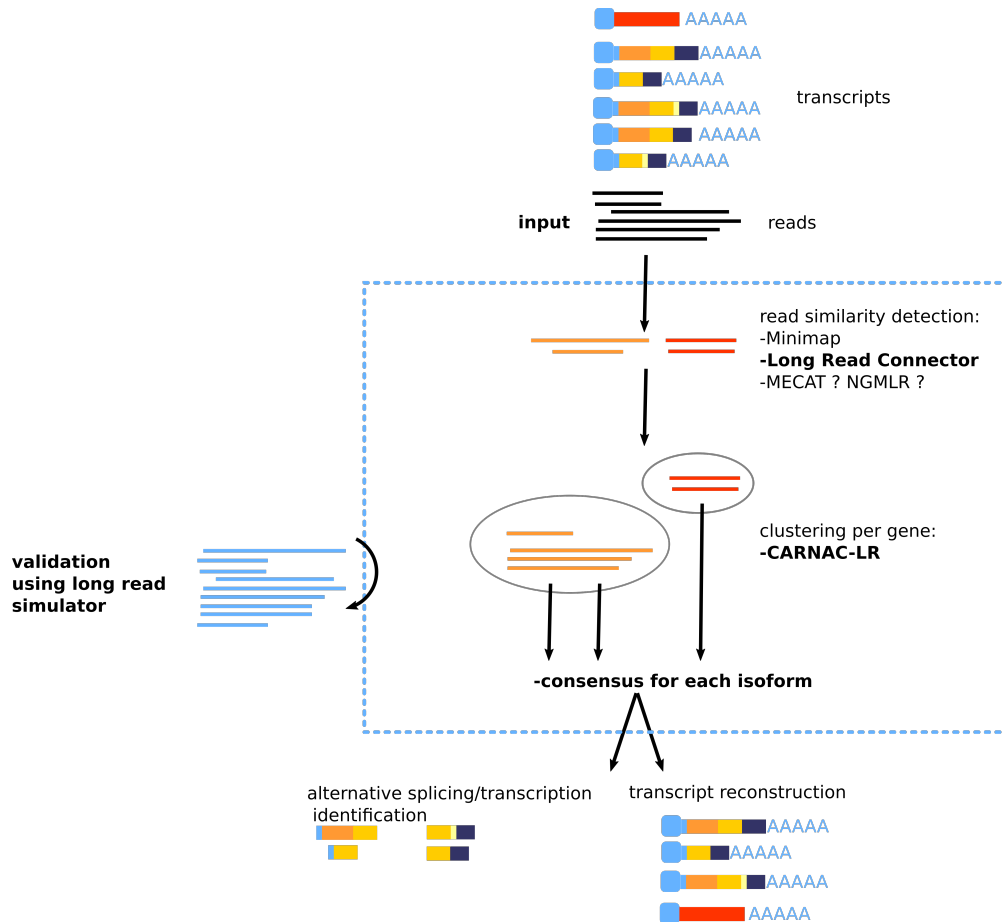 AAAAA
AAAAA
AAAAA
transcripts
AAAAA
AAAAA
AAAAA
input
reads
read similarity detection:
-Minimap
-Long Read Connector
-MECAT ? NGMLR ?
clustering per gene:
-CARNAC-LR
validation
using long read
simulator
-consensus for each isoform
alternative splicing/transcription
identification
transcript reconstruction
AAAAA
AAAAA
AAAAA
AAAAA